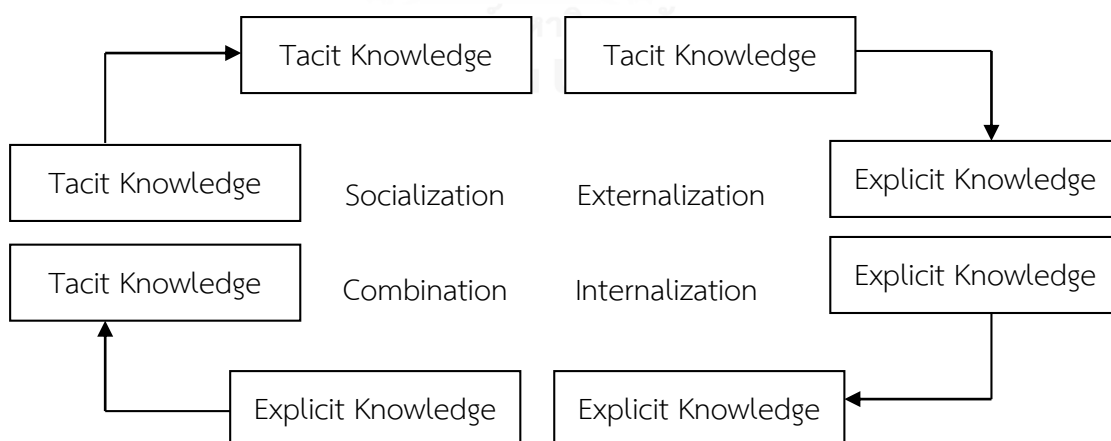 Tacit Knowledge
Tacit Knowledge
Tacit Knowledge
Socialization
Externalization
Explicit Knowledge
Tacit Knowledge
Combination
Internalization
Explicit Knowledge
Explicit Knowledge
Explicit Knowledge